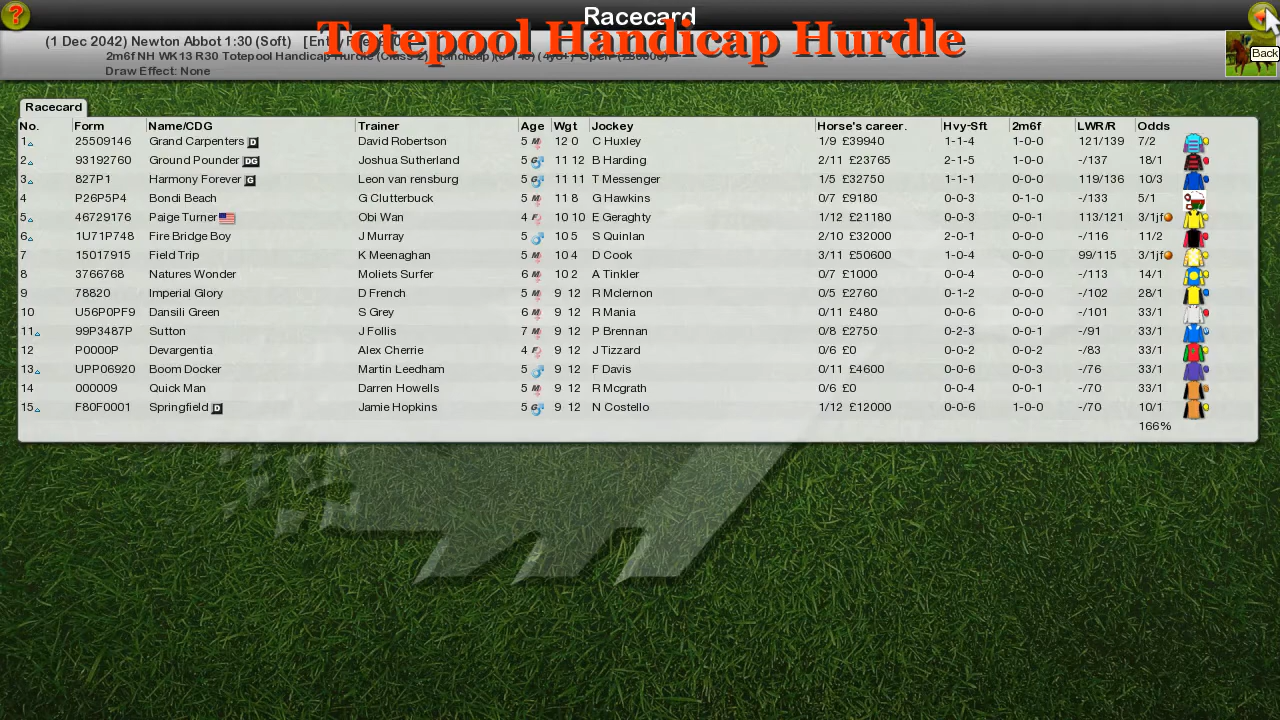 Racecard
Totepool Handicap Hurdle
(1 Dec 2042) Newton Abbot 1:30 (Soft)
2m6f NH WK13 R30 Totepool Handicap Hurdle (Class
Back
Draw Effect: None
Racecard
No. Form Name/CDG Trainer Age Wgt Jockey Horse's career. Hvy-Sft 2m6f LWR/R Odds
1 25509146 Grand Carpenters D David Robertson 5 M 12 0 C Huxley 1/9 £39940 1-1-4 1-0-0 121/139 7/2
2 93192760 Ground Pounder DG Joshua Sutherland 5 G 11 12 B Harding 2/11 £23765 2-1-5 1-0-0 -/137 18/1
3 827P1 Harmony Forever G Leon van rensburg 5 G 11 11 T Messenger 1/5 £32750 1-1-1 0-0-0 119/136 10/3
4 P26P5P4 Bondi Beach G Clutterbuck 5 M 11 8 G Hawkins 0/7 £9180 0-0-3 0-1-0 -/133 5/1
5 46729176 Paige Turner Obi Wan 4 F 10 10 E Geraghty 1/12 £21180 0-0-3 0-0-1 113/121 3/1jf
6 1U71P748 Fire Bridge Boy J Murray 5 10 5 S Quinlan 2/10 £32000 2-0-1 0-0-0 -/116 11/2
7 15017915 Field Trip K Meenaghan 5 M 10 4 D Cook 3/11 £50600 1-0-4 0-0-0 99/115 3/1jf
8 3766768 Natures Wonder Moliets Surfer 6 M 10 2 A Tinkler 0/7 £1000 0-0-4 0-0-0 -/113 14/1
9 78820 Imperial Glory D French 5 M 9 12 R Mclernon 0/5 £2760 0-1-2 0-0-0 -/102 28/1
10 U56P0PF9 Dansili Green S Grey 6 M 9 12 R Mania 0/11 £480 0-0-6 0-0-0 -/101 33/1
11 99P3487P Sutton J Follis 7 M 9 12 P Brennan 0/8 £2750 0-2-3 0-0-1 -/91 33/1
12 P0000P Devargentia Alex Cherrie 4 F 9 12 J Tizzard 0/6 £0 0-0-2 0-0-2 -/83 33/1
13 UPP06920 Boom Docker Martin Leedham 5 9 12 F Davis 0/11 £4600 0-0-6 0-0-3 -/76 33/1
14 000009 Quick Man Darren Howells 5 M 9 12 R Mcgrath 0/6 £0 0-0-4 0-0-1 -/70 33/1
15 F80F0001 Springfield D Jamie Hopkins 5 G 9 12 N Costello 1/12 £12000 0-0-6 1-0-0 -/70 10/1
166%